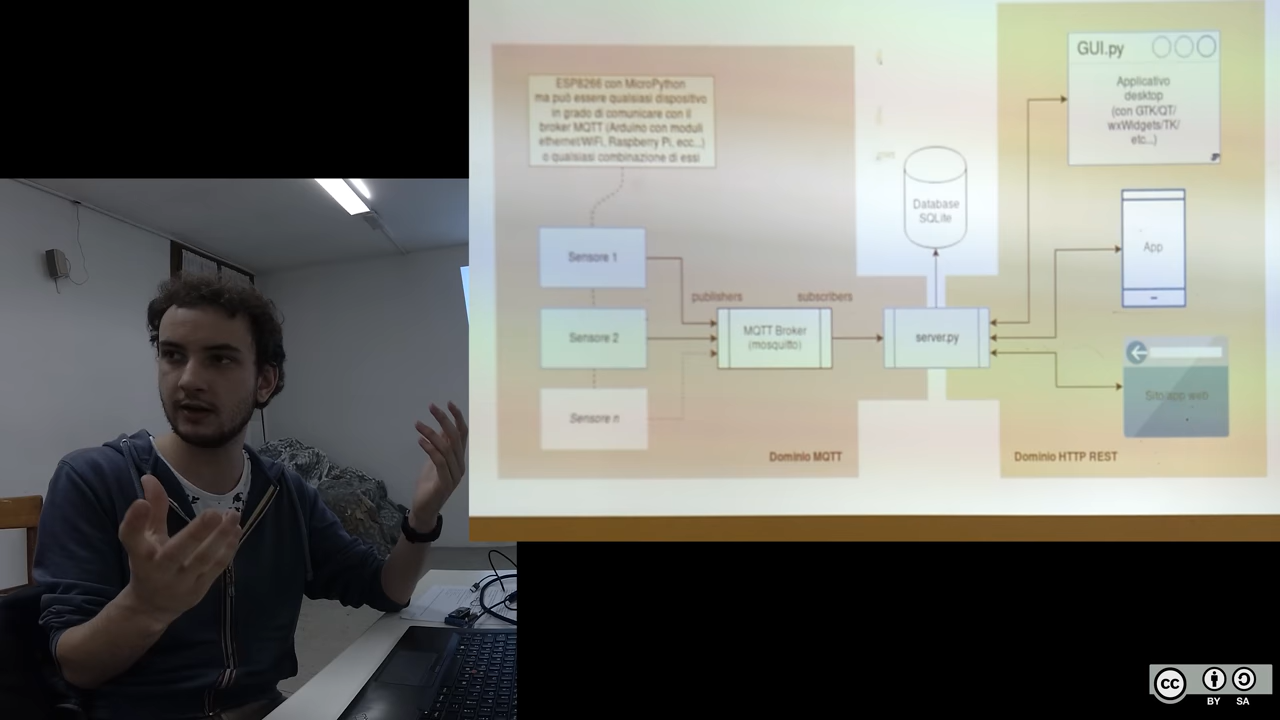 ESP8266 con MicroPython
ma può essere qualsiasi dispositivo
in grado di comunicare con il
broker MQTT (Arduino con moduli
ethernet/WiFi, Raspberry Pi, ecc...)
o qualsiasi combinazione di essi
Sensore 1
Sensore 2
Sensore n
publishers
subscribers
MQTT Broker
(mosquitto)
Dominio MQTT
Database
SQLite
server.py
GUI.py
Applicativo
desktop
(con GTK/QT/
wxWidgets/TK/
etc...)
App
Sito/app web
Dominio HTTP REST
CC
BY SA